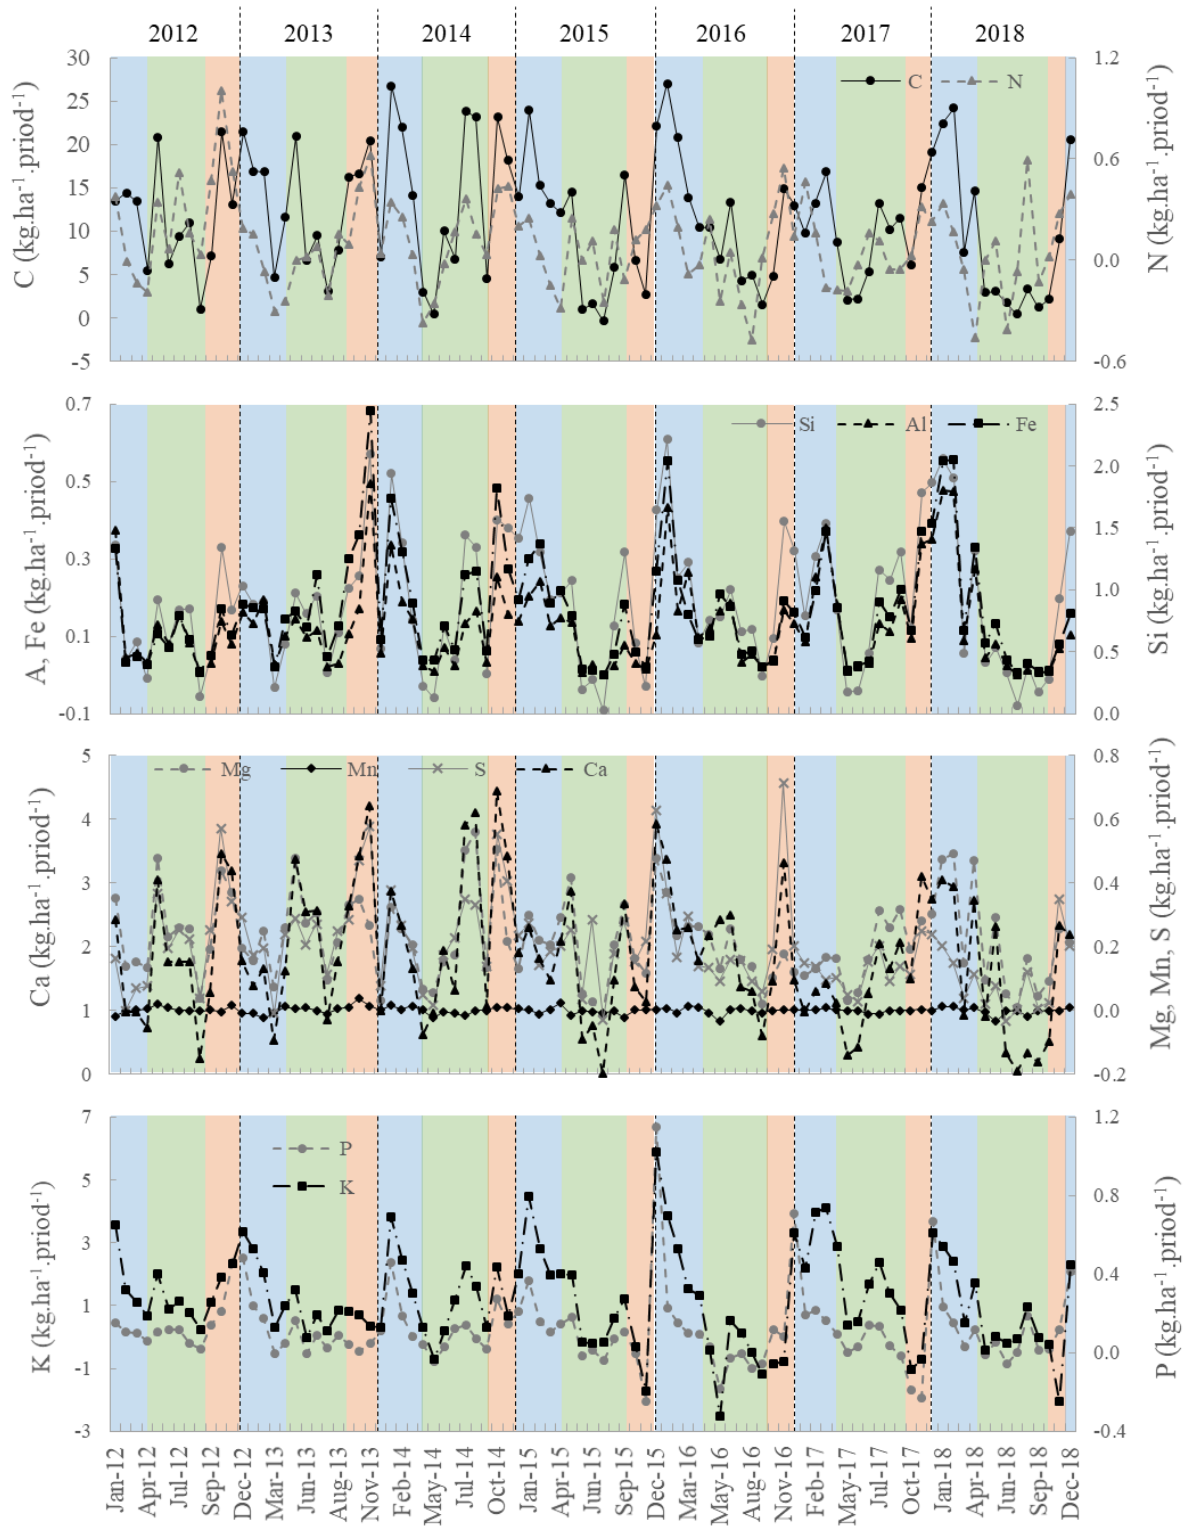 2012 2013 2014 2015 2016 2017 2018
30 25 20 15 10 5 0 -5
C (kg.ha⁻¹.priod⁻¹)
C N
1.2 0.6 0.0 -0.6
N (kg.ha⁻¹.priod⁻¹)
0.7 0.5 0.3 0.1 -0.1
A, Fe (kg.ha⁻¹.priod⁻¹)
Si Al Fe
2.5 2.0 1.5 1.0 0.5 0.0
Si (kg.ha⁻¹.priod⁻¹)
5 4 3 2 1 0
Ca (kg.ha⁻¹.priod⁻¹)
Mg Mn S Ca
0.8 0.6 0.4 0.2 0.0 -0.2
Mg, Mn, S (kg.ha⁻¹.priod⁻¹)
7 5 3 1 -1 -3
K (kg.ha⁻¹.priod⁻¹)
P
K
1.2 0.8 0.4 0.0 -0.4
P (kg.ha⁻¹.priod⁻¹)
Jan-12 Apr-12 Jul-12 Sep-12 Dec-12 Mar-13 Jun-13 Aug-13 Nov-13 Feb-14 May-14 Jul-14 Oct-14 Jan-15 Apr-15 Jun-15 Sep-15 Dec-15 Mar-16 May-16 Aug-16 Nov-16 Feb-17 May-17 Jul-17 Oct-17 Jan-18 Apr-18 Jun-18 Sep-18 Dec-18